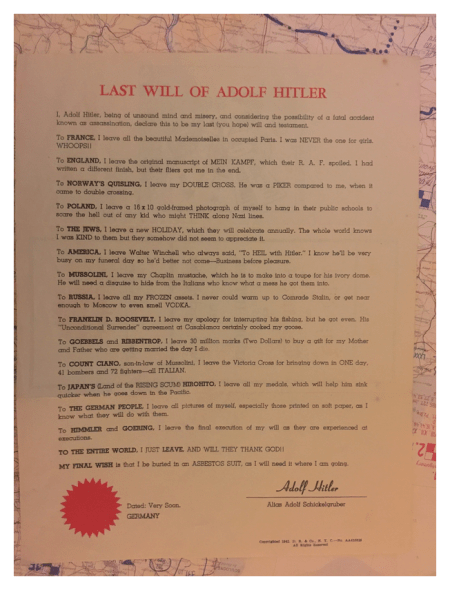 LAST WILL OF ADOLF HITLER
I, Adolf Hitler, being of unsound mind and misery, and considering the possibility of a fatal accident
known as assassination, declare this to be my last (you hope) will and testament.
To FRANCE, I leave all the beautiful Mademoiselles in occupied Paris. I was NEVER the one for girls.
WHOOPS!!
To ENGLAND, I leave the original manuscript of MEIN KAMPF, which their R. A. F. spoiled. I had
written a different finish, but their fliers got me in the end.
To NORWAY'S QUISLING, I leave my DOUBLE CROSS. He was a PIKER compared to me, when it
came to double crossing.
To POLAND, I leave a 16 x 10 gold-framed photograph of myself to hang in their public schools to
scare the hell out of any kid who might THINK along Nazi lines.
To THE JEWS, I leave a new HOLIDAY, which they will celebrate annually. The whole world knows
I was KIND to them but they somehow did not seem to appreciate it.
To AMERICA, I leave Walter Winchell who always said, "To HEIL with Hitler." I know he'll be very
busy on my funeral day so he'd better not come—Business before pleasure.
To MUSSOLINI, I leave my Chaplin mustache, which he is to make into a toupe for his ivory dome.
He will need a disguise to hide from the Italians who know what a mess he got them into.
To RUSSIA, I leave all my FROZEN assets. I never could warm up to Comrade Stalin, or get near
enough to Moscow to even smell VODKA.
To FRANKLIN D. ROOSEVELT, I leave my apology for interrupting his fishing, but he got even. His
"Unconditional Surrender" agreement at Casablanca certainly cooked my goose.
To GOEBBELS and RIBBENTROP, I leave 30 million marks (Two Dollars) to buy a gift for my Mother
and Father who are getting married the day I die.
To COUNT CIANO, son-in-law of Mussolini, I leave the Victoria Cross for bringing down in ONE day,
41 bombers and 72 fighters—all ITALIAN.
To JAPAN'S (Land of the RISING SCUM) HIROHITO, I leave all my medals, which will help him sink
quicker when he goes down in the Pacific.
To THE GERMAN PEOPLE, I leave all pictures of myself, especially those printed on soft paper, as I
know what they will do with them.
To HIMMLER and GOERING, I leave the final execution of my will as they are experienced at
executions.
TO THE ENTIRE WORLD, I JUST LEAVE, AND WILL THEY THANK GOD!!
MY FINAL WISH is that I be buried in an ASBESTOS SUIT, as I will need it where I am going.
Adolf Hitler
Alias Adolf Schickelgruber
Dated: Very Soon,
GERMANY
All Rights Reserved